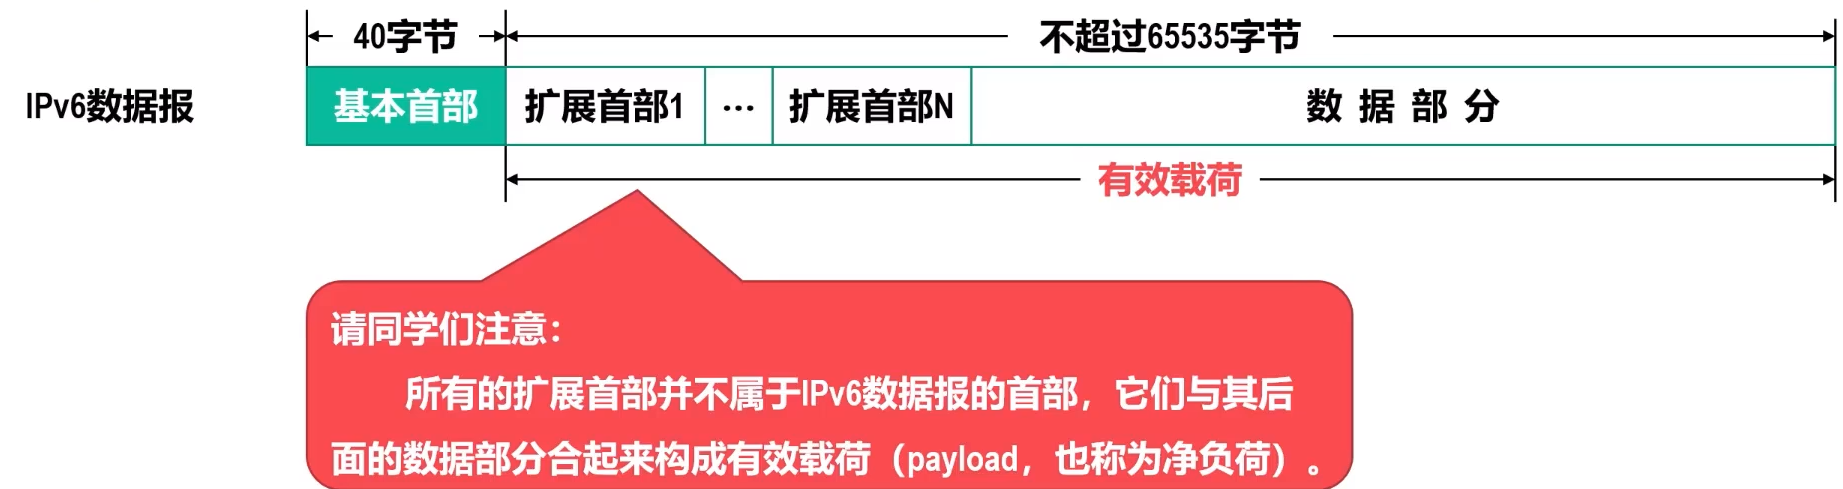 40字节
不超过65535字节
IPv6数据报
基本首部
扩展首部1
…
扩展首部N
数据部分
有效载荷
请同学们注意：
所有的扩展首部并不属于IPv6数据报的首部，它们与其后
面的数据部分合起来构成有效载荷（payload，也称为净负荷）。